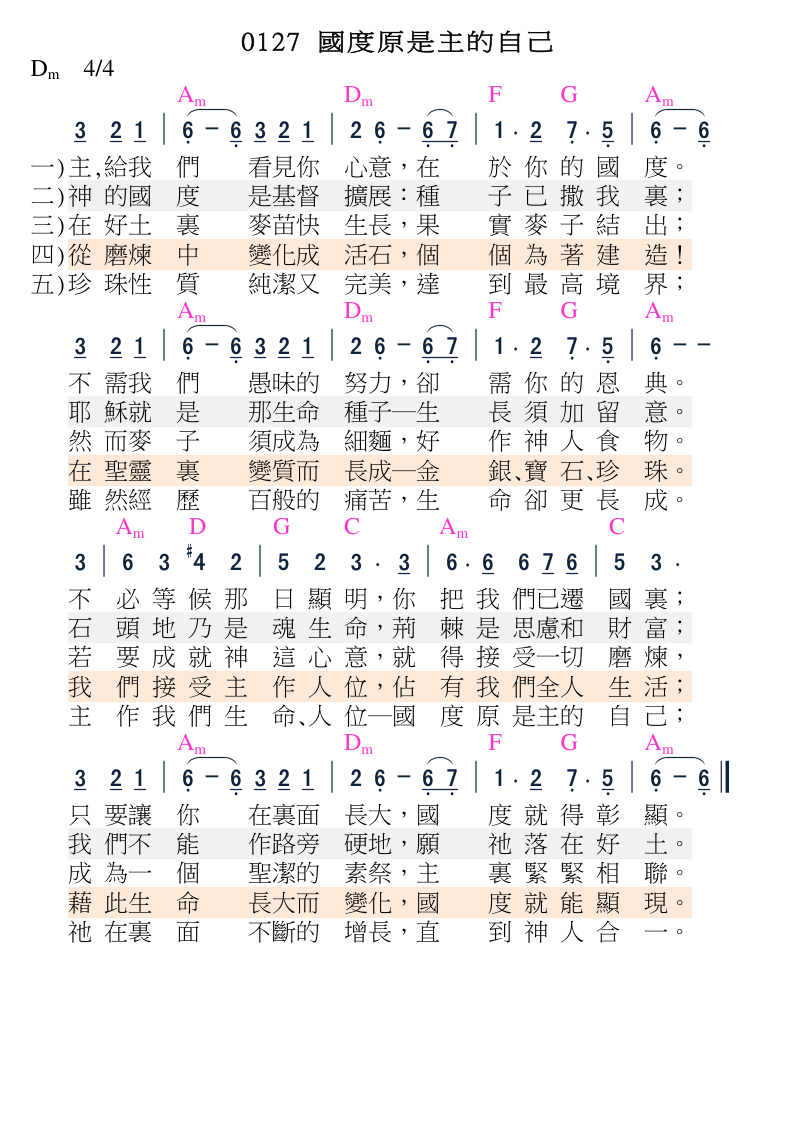 0127 國度原是主的自己
Dm 4/4
Am Dm F G Am
3 2 1 | 6 － 6 3 2 1 | 2 6 － 6 7 | 1 . 2 7 . 5 | 6 － 6
一)主,給我 們 看見你 心意，在 於 你 的 國 度。
二)神 的國 度 是基督 擴展：種 子 已 撒 我 裏；
三)在 好土 裏 麥苗快 生長，果 實 麥 子 結 出；
四)從 磨煉 中 變化成 活石，個 個 為 著 建 造！
五)珍 珠性 質 純潔又 完美，達 到 最 高 境 界；
Am Dm F G Am
3 2 1 | 6 － 6 3 2 1 | 2 6 － 6 7 | 1 . 2 7 . 5 | 6 － －
不 需我 們 愚昧的 努力，卻 需 你 的 恩 典。
耶 穌就 是 那生命 種子—生 長 須 加 留 意。
然 而麥 子 須成為 細麵，好 作 神 人 食 物。
在 聖靈 裏 變質而 長成—金 銀、寶 石、珍 珠。
雖 然經 歷 百般的 痛苦，生 命 卻 更 長 成。
Am D G C Am C
3 | 6 3 #4 2 | 5 2 3 . 3 | 6 . 6 6 7 6 | 5 3 .
不 必 等 候 那 日 顯 明，你 把 我 們已遷 國 裏；
石 頭 地 乃 是 魂 生 命，荊 棘 是 思慮和 財 富；
若 要 成 就 神 這 心 意，就 得 接 受一切 磨 煉，
我 們 接 受 主 作 人 位，佔 有 我 們全人 生 活；
主 作 我 們 生 命、人 位—國 度 原 是主的 自 己；
Am Dm F G Am
3 2 1 | 6 － 6 3 2 1 | 2 6 － 6 7 | 1 . 2 7 . 5 | 6 － 6
只 要讓 你 在裏面 長大，國 度 就 得 彰 顯。
我 們不 能 作路旁 硬地，願 祂 落 在 好 土。
成 為一 個 聖潔的 素祭，主 裏 緊 緊 相 聯。
藉 此生 命 長大而 變化，國 度 就 能 顯 現。
祂 在裏 面 不斷的 增長，直 到 神 人 合 一。